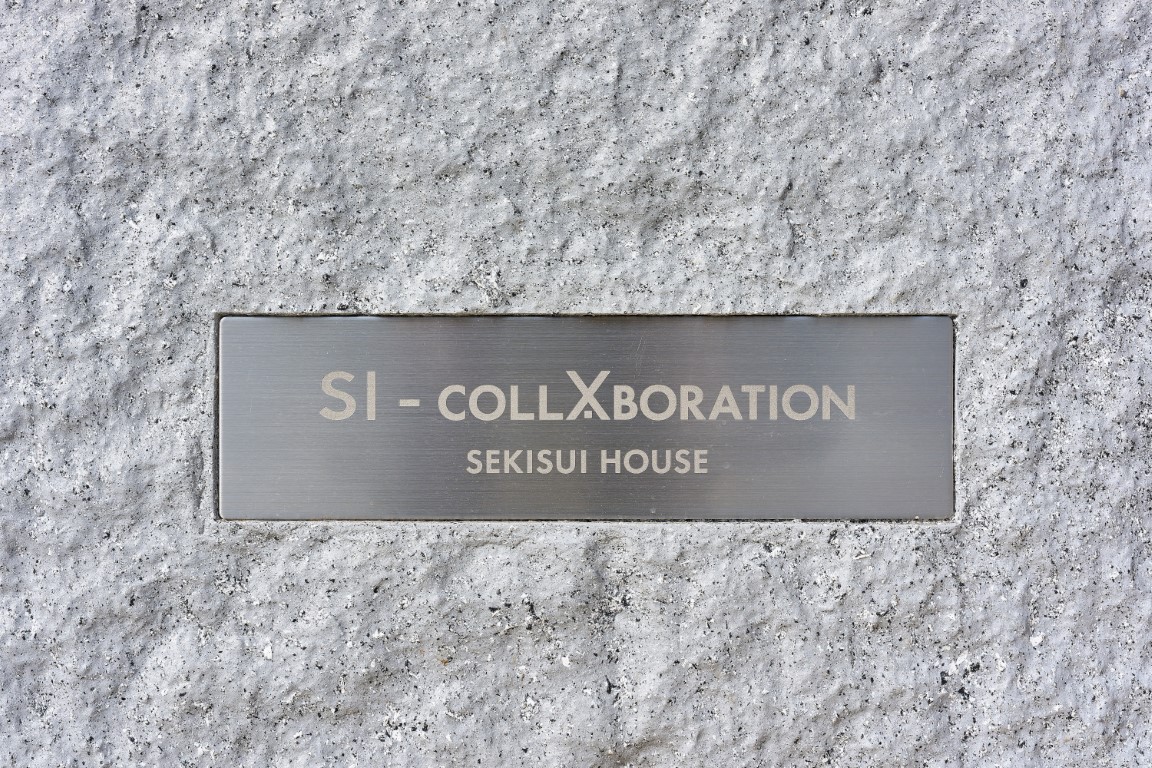 SI - COLLXBORATION
SEKISUI HOUSE